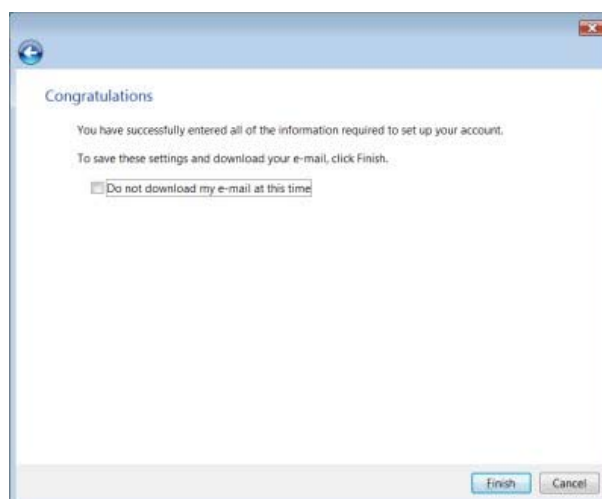 Congratulations
You have successfully entered all of the information required to set up your account.
To save these settings and download your e-mail, click Finish.
Do not download my e-mail at this time
Finish
Cancel